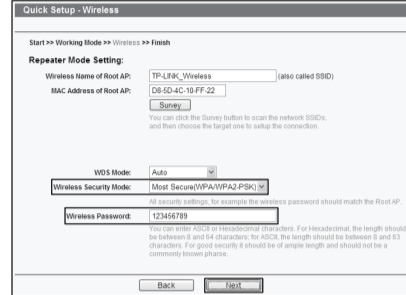 Quick Setup - Wireless
Start >> Working Mode >> Wireless >> Finish
Repeater Mode Setting:
Wireless Name of Root AP: TP-LINK_Wireless (also called SSID)
MAC Address of Root AP: D8-5D-4C-10-FF-22
Survey
You can click the Survey button to scan the network SSIDs,
and then choose the target one to setup the connection.
WDS Mode: Auto
Wireless Security Mode: Most Secure(WPA/WPA2-PSK)
All security settings, for example the wireless password should match the Root AP.
Wireless Password: 123456789
You can enter ASCII or Hexadecimal characters. For Hexadecimal, the length should
be between 8 and 64 characters; for ASCII, the length should be between 8 and 63
characters. For good security it should be of ample length and should not be a
commonly known pharse.
Back Next